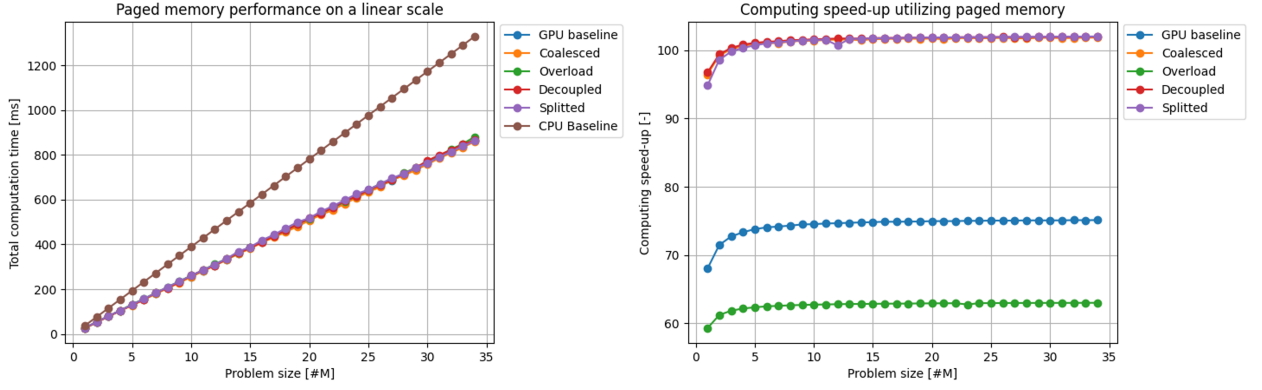 Paged memory performance on a linear scale
Total computation time [ms]
1200
1000
800
600
400
200
0
0 5 10 15 20 25 30 35
Problem size [#M]
GPU baseline
Coalesced
Overload
Decoupled
Splitted
CPU Baseline
Computing speed-up utilizing paged memory
Computing speed-up [-]
100
90
80
70
60
0 5 10 15 20 25 30 35
Problem size [#M]
GPU baseline
Coalesced
Overload
Decoupled
Splitted